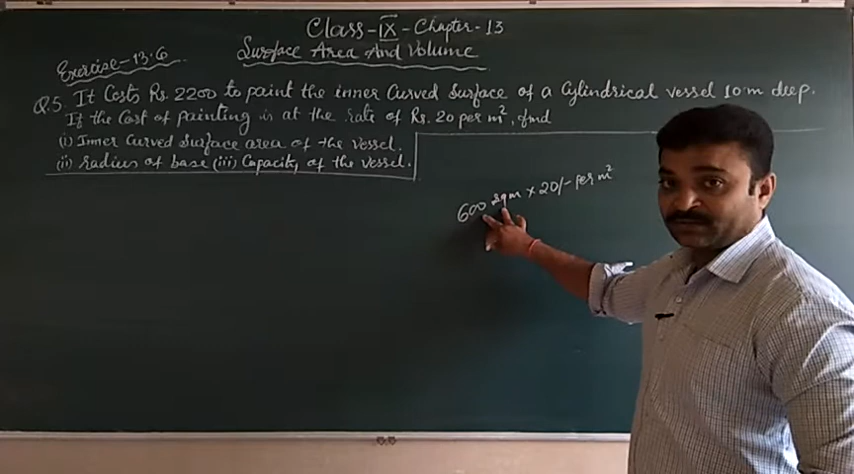 Class-IX-Chapter-13
Surface Area And Volume
Exercise-13.6
Q.5. It Costs Rs. 2200 to paint the inner Curved Surface of a Cylindrical vessel 10 m deep.
If the Cost of Painting is at the rate of Rs. 20 per m², find
(i) Inner Curved Surface area of the vessel.
(ii) radius of base (iii) Capacity of the vessel.
600 sqm × 20/- per m²